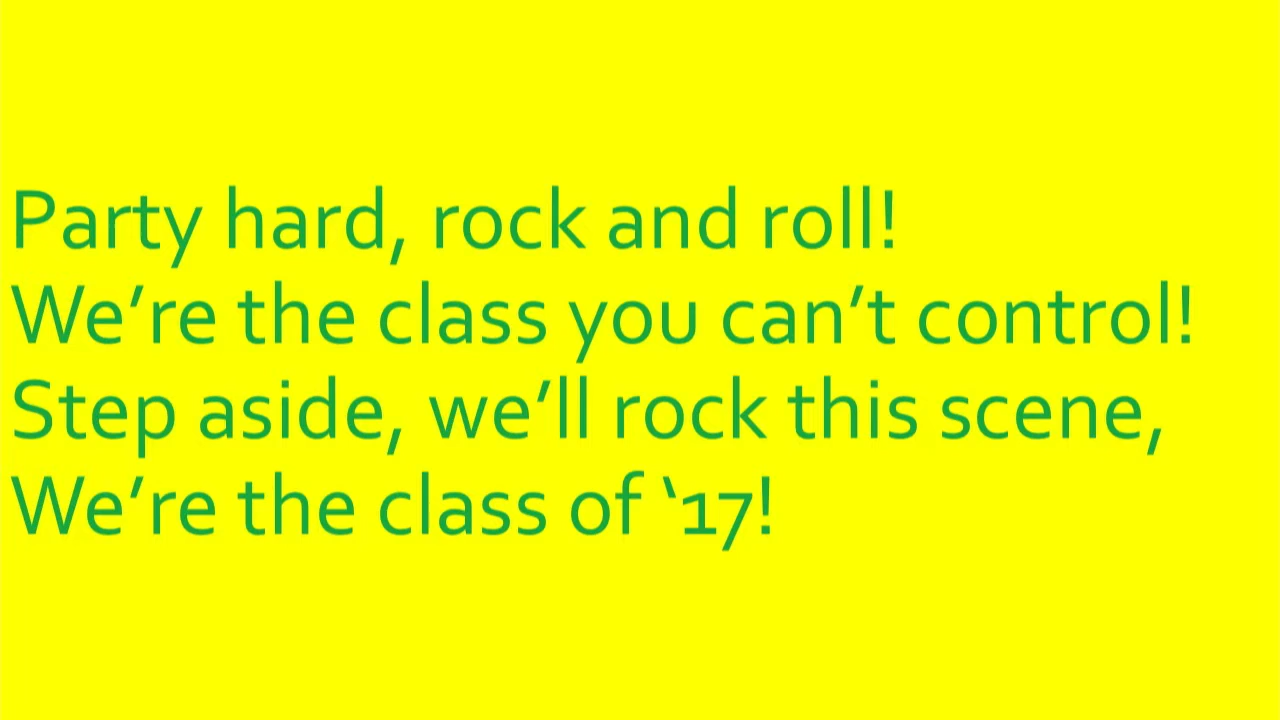 Party hard, rock and roll!
We’re the class you can’t control!
Step aside, we’ll rock this scene,
We’re the class of ‘17!